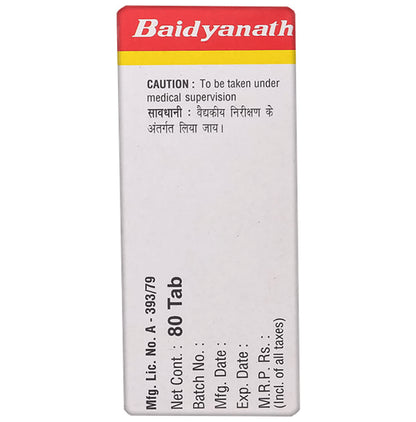 Baidyanath
CAUTION : To be taken under
medical supervision
सावधानी : वैद्यकीय निरीक्षण के
अंतर्गत लिया जाय।
Mfg. Lic. No. A - 393/79
Net Cont. : 80 Tab
Batch No. :
Mfg. Date :
Exp. Date :
M.R.P. Rs. :
(Incl. of all taxes)